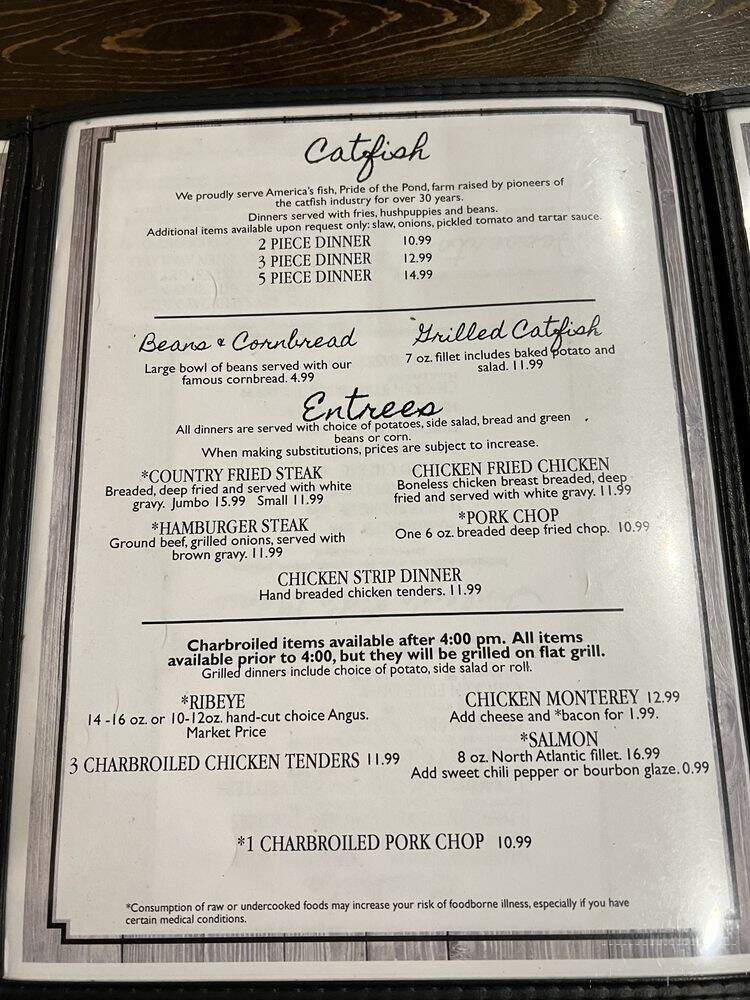 Catfish
We proudly serve America's fish, Pride of the Pond, farm raised by pioneers of
the catfish industry for over 30 years.
Dinners served with fries, hushpuppies and beans.
Additional items available upon request only: slaw, onions, pickled tomato and tartar sauce.
2 PIECE DINNER 10.99
3 PIECE DINNER 12.99
5 PIECE DINNER 14.99
Beans & Cornbread
Large bowl of beans served with our
famous cornbread. 4.99
Grilled Catfish
7 oz. fillet includes baked potato and
salad. 11.99
Entrees
All dinners are served with choice of potatoes, side salad, bread and green
beans or corn.
When making substitutions, prices are subject to increase.
*COUNTRY FRIED STEAK
Breaded, deep fried and served with white
gravy. Jumbo 15.99 Small 11.99
CHICKEN FRIED CHICKEN
Boneless chicken breast breaded, deep
fried and served with white gravy. 11.99
*HAMBURGER STEAK
Ground beef, grilled onions, served with
brown gravy. 11.99
*PORK CHOP
One 6 oz. breaded deep fried chop. 10.99
CHICKEN STRIP DINNER
Hand breaded chicken tenders. 11.99
Charbroiled items available after 4:00 pm. All items
available prior to 4:00, but they will be grilled on flat grill.
Grilled dinners include choice of potato, side salad or roll.
*RIBEYE
14 -16 oz. or 10-12oz. hand-cut choice Angus.
Market Price
CHICKEN MONTEREY 12.99
Add cheese and *bacon for 1.99.
3 CHARBROILED CHICKEN TENDERS 11.99
*SALMON
8 oz. North Atlantic fillet. 16.99
Add sweet chili pepper or bourbon glaze. 0.99
*1 CHARBROILED PORK CHOP 10.99
*Consumption of raw or undercooked foods may increase your risk of foodborne illness, especially if you have
certain medical conditions.